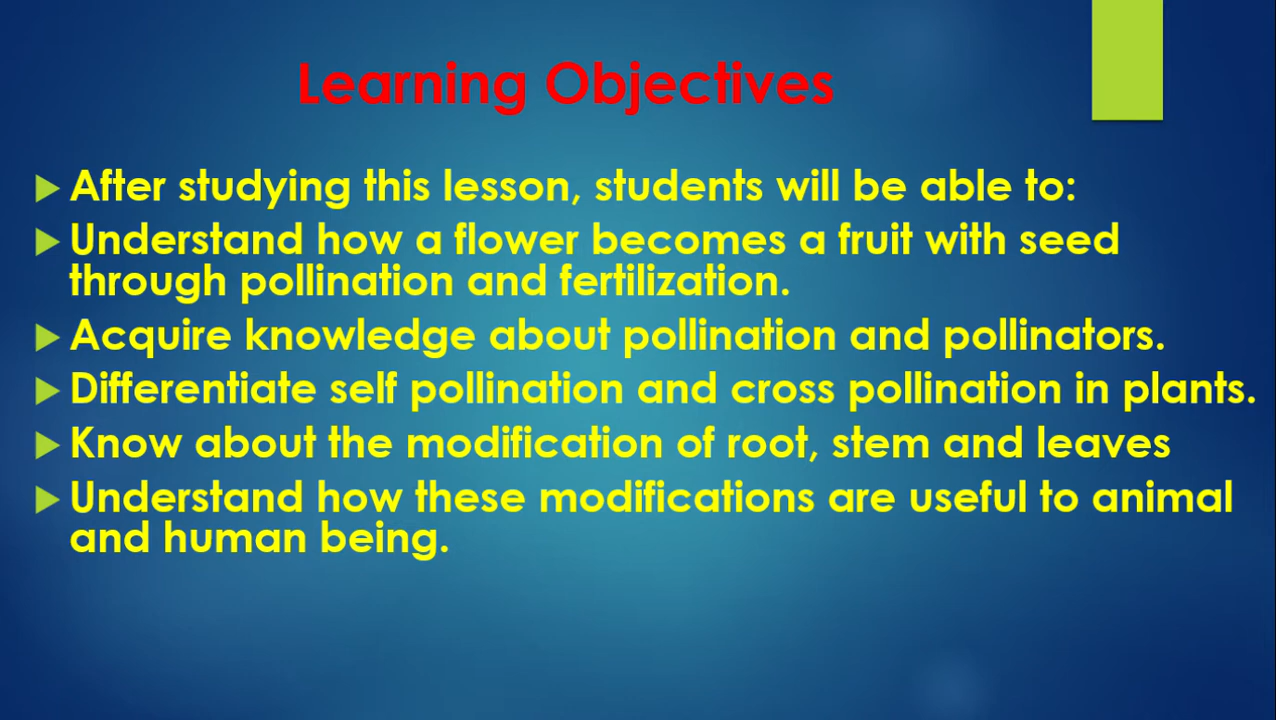 Learning Objectives
After studying this lesson, students will be able to:
Understand how a flower becomes a fruit with seed
through pollination and fertilization.
Acquire knowledge about pollination and pollinators.
Differentiate self pollination and cross pollination in plants.
Know about the modification of root, stem and leaves
Understand how these modifications are useful to animal
and human being.